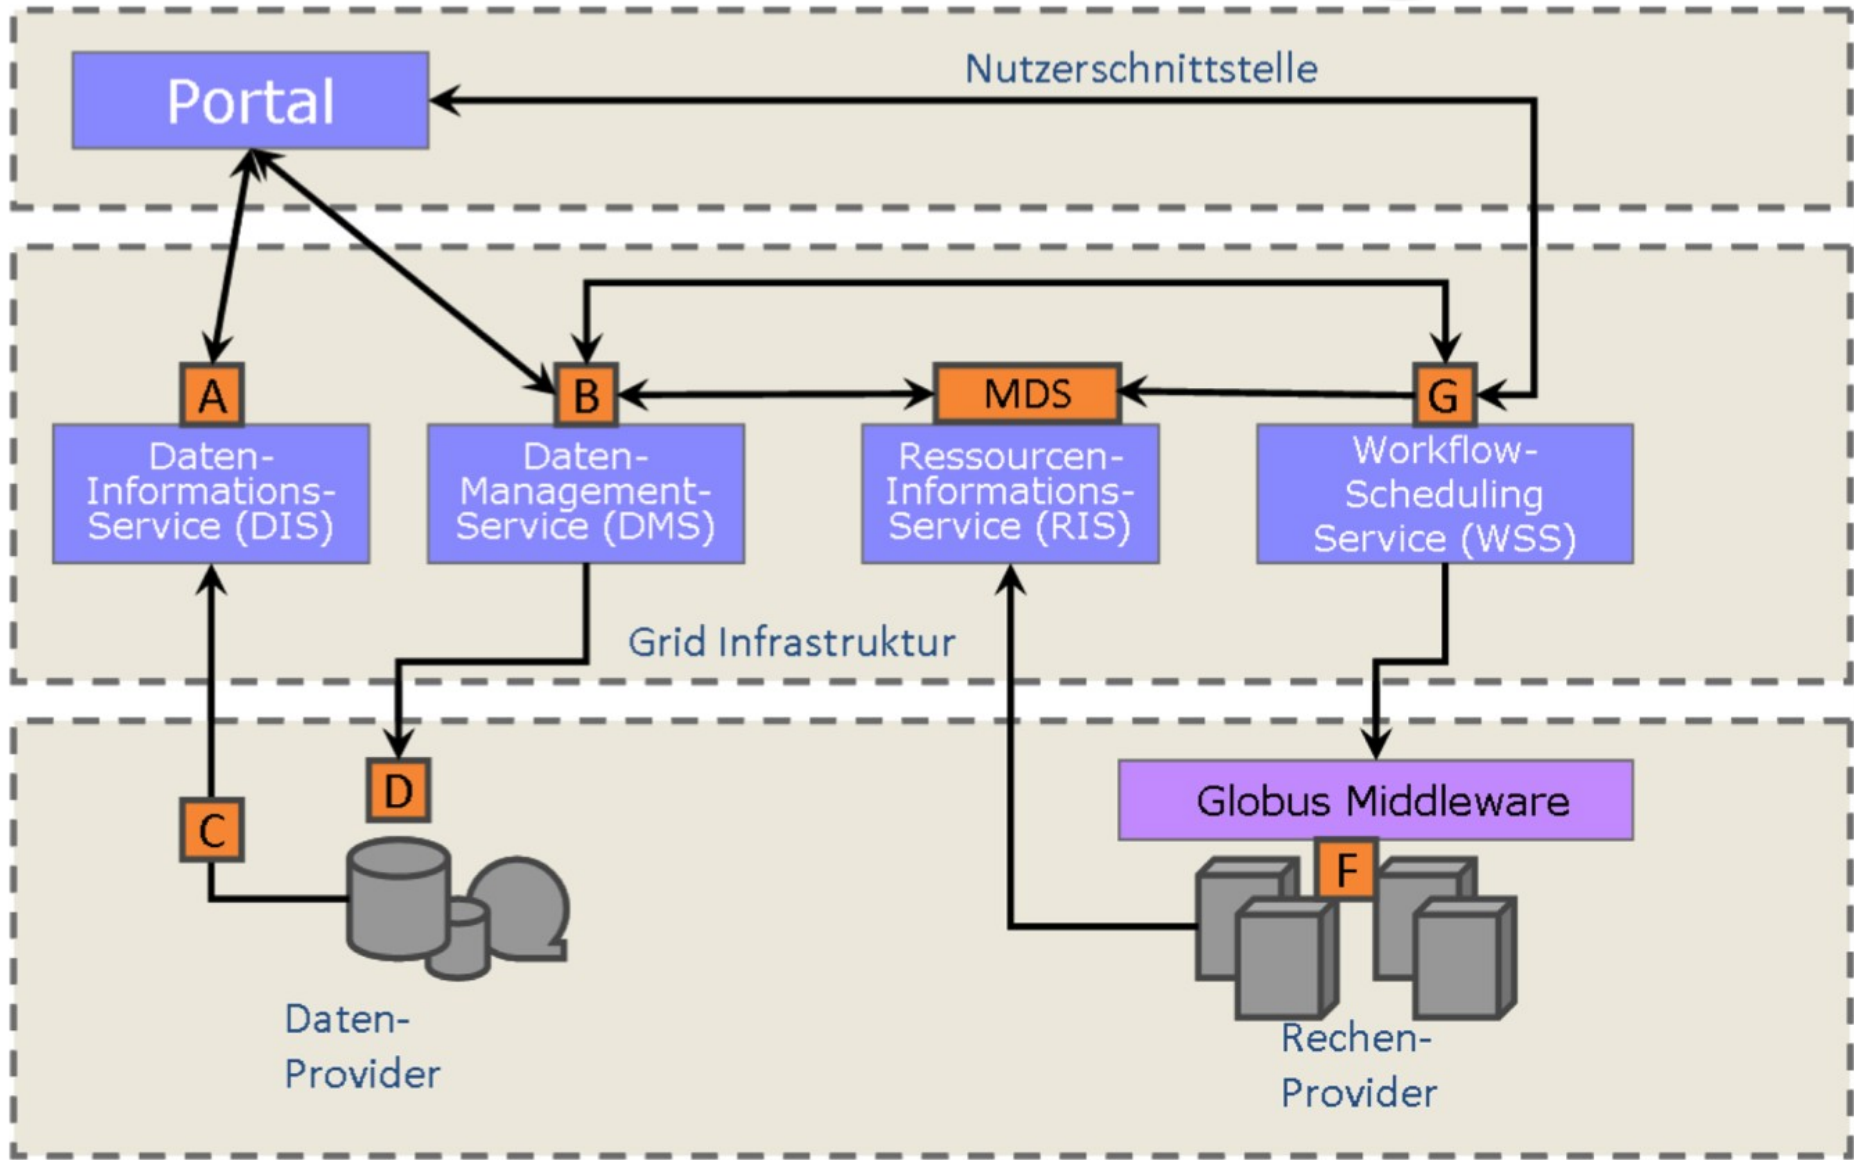 Nutzerschnittstelle
Portal
A
B
MDS
G
Daten-
Informations-
Service (DIS)
Daten-
Management-
Service (DMS)
Ressourcen-
Informations-
Service (RIS)
Workflow-
Scheduling
Service (WSS)
Grid Infrastruktur
D
C
Globus Middleware
F
Daten-
Provider
Rechen-
Provider